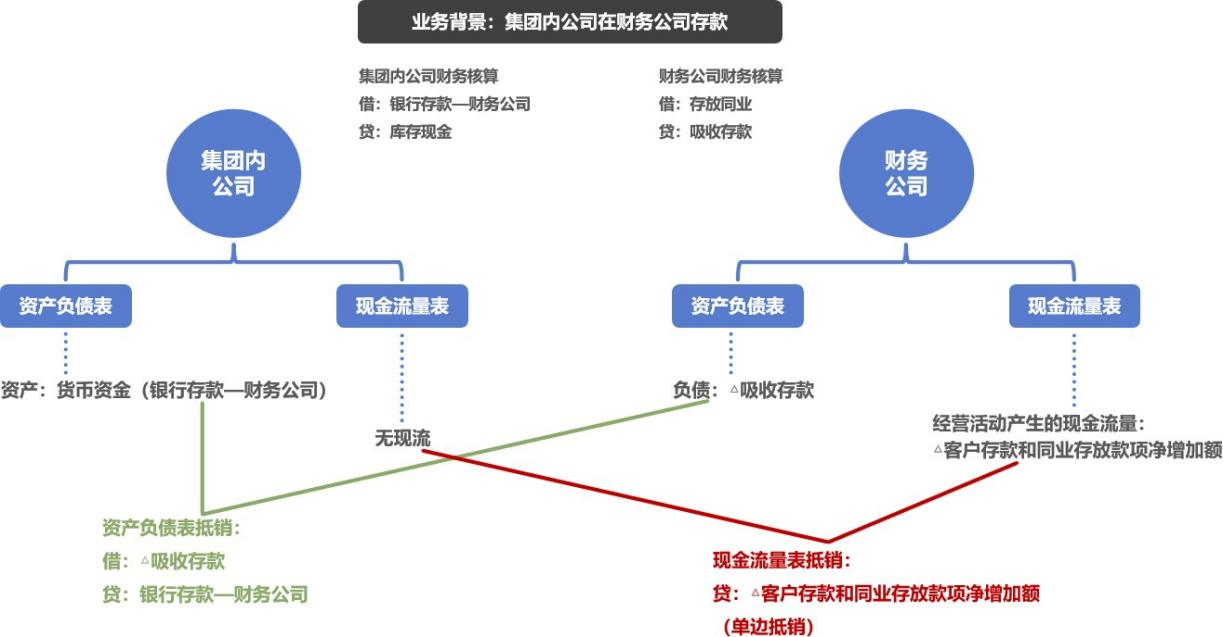 业务背景：集团内公司在财务公司存款
集团内公司财务核算
借：银行存款—财务公司
贷：库存现金
财务公司财务核算
借：存放同业
贷：吸收存款
集团内
公司
财务
公司
资产负债表
现金流量表
资产负债表
现金流量表
资产：货币资金（银行存款—财务公司）
无现流
负债：△吸收存款
经营活动产生的现金流量：
△客户存款和同业存放款项净增加额
资产负债表抵销：
借：△吸收存款
贷：银行存款—财务公司
现金流量表抵销：
贷：△客户存款和同业存放款项净增加额
（单边抵销）